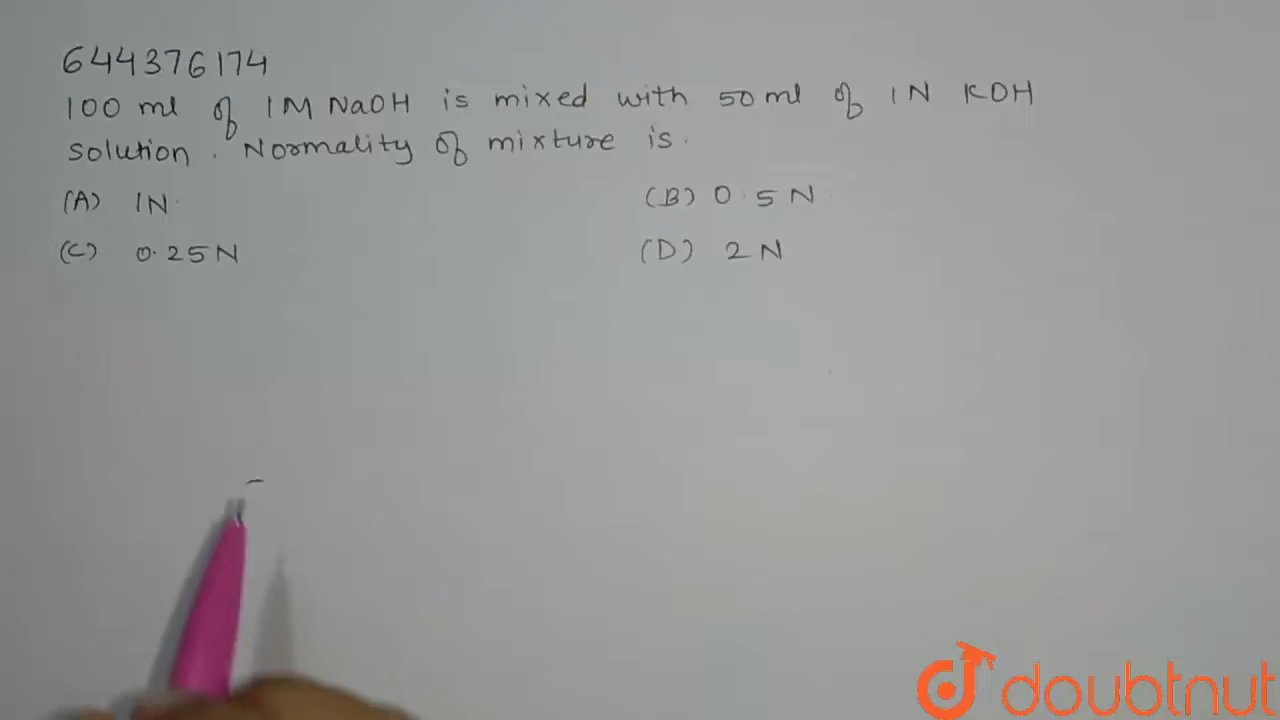 644376174
100 ml of 1M NaOH is mixed with 50 ml of 1N KOH
solution. Normality of mixture is.
(A) 1N. (B) 0.5N
(C) 0.25N (D) 2N
doubtnut